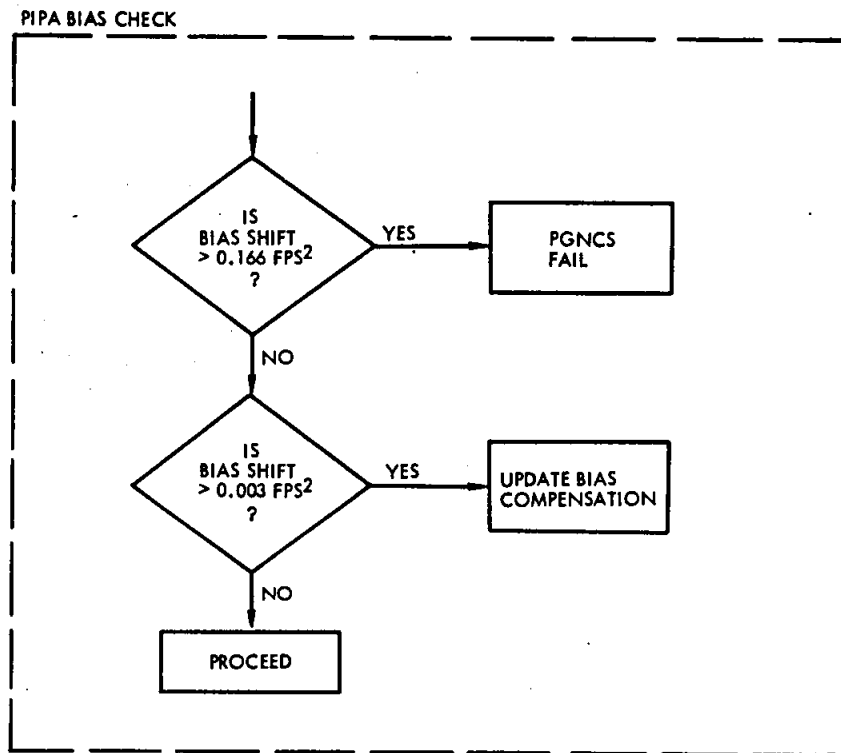 PIPA BIAS CHECK
IS
BIAS SHIFT
> 0.166 FPS²
?
YES
PGNCS
FAIL
NO
IS
BIAS SHIFT
> 0.003 FPS²
?
YES
UPDATE BIAS
COMPENSATION
NO
PROCEED